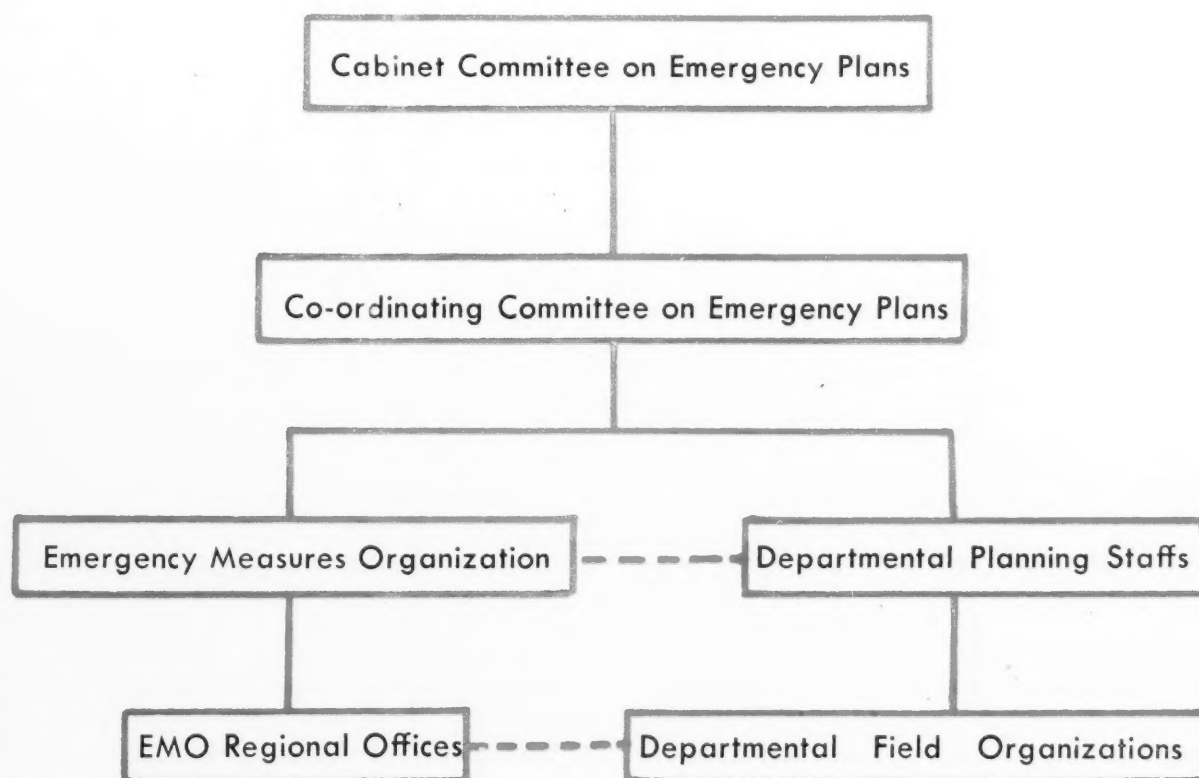 Cabinet Committee on Emergency Plans
Co-ordinating Committee on Emergency Plans
Emergency Measures Organization
Departmental Planning Staffs
EMO Regional Offices
Departmental Field Organizations